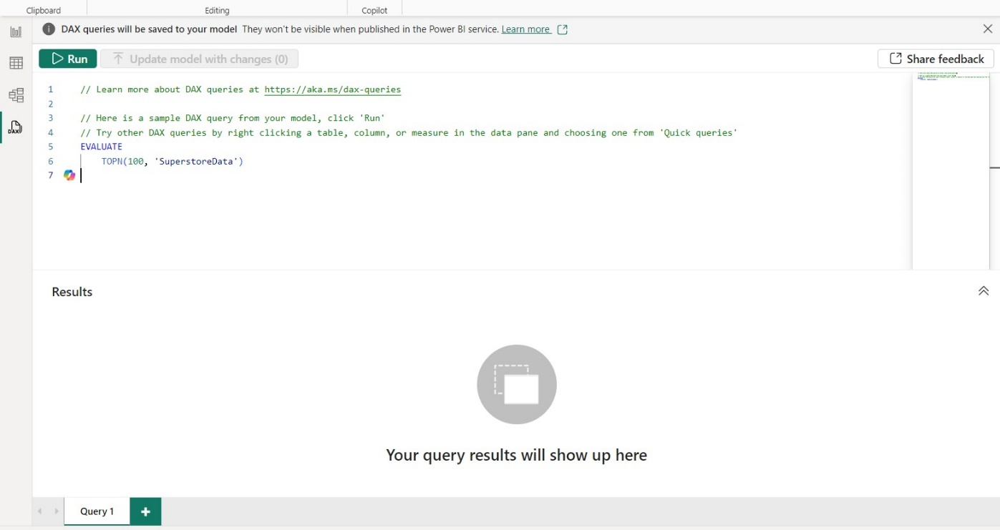 Clipboard Editing Copilot
DAX queries will be saved to your model They won't be visible when published in the Power BI service. Learn more
Run Update model with changes (0) Share feedback
1 // Learn more about DAX queries at https://aka.ms/dax-queries
2
3 // Here is a sample DAX query from your model, click 'Run'
4 // Try other DAX queries by right clicking a table, column, or measure in the data pane and choosing one from 'Quick queries'
5 EVALUATE
6 TOPN(100, 'SuperstoreData')
7
DAX
Results
Your query results will show up here
Query 1